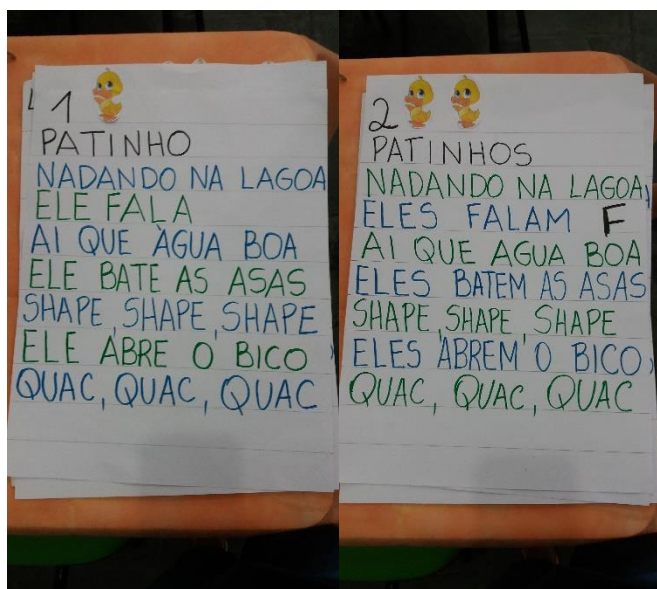 1
PATINHO
NADANDO NA LAGOA
ELE FALA
AI QUE ÀGUA BOA
ELE BATE AS ASAS
SHAPE, SHAPE, SHAPE
ELE ABRE O BICO
QUAC, QUAC, QUAC
2
PATINHOS
NADANDO NA LAGOA,
ELES FALAM F
AI QUE AGUA BOA
ELES BATEM AS ASAS
SHAPE, SHAPE, SHAPE
ELES ABREM O BICO,
QUAC, QUAC, QUAC